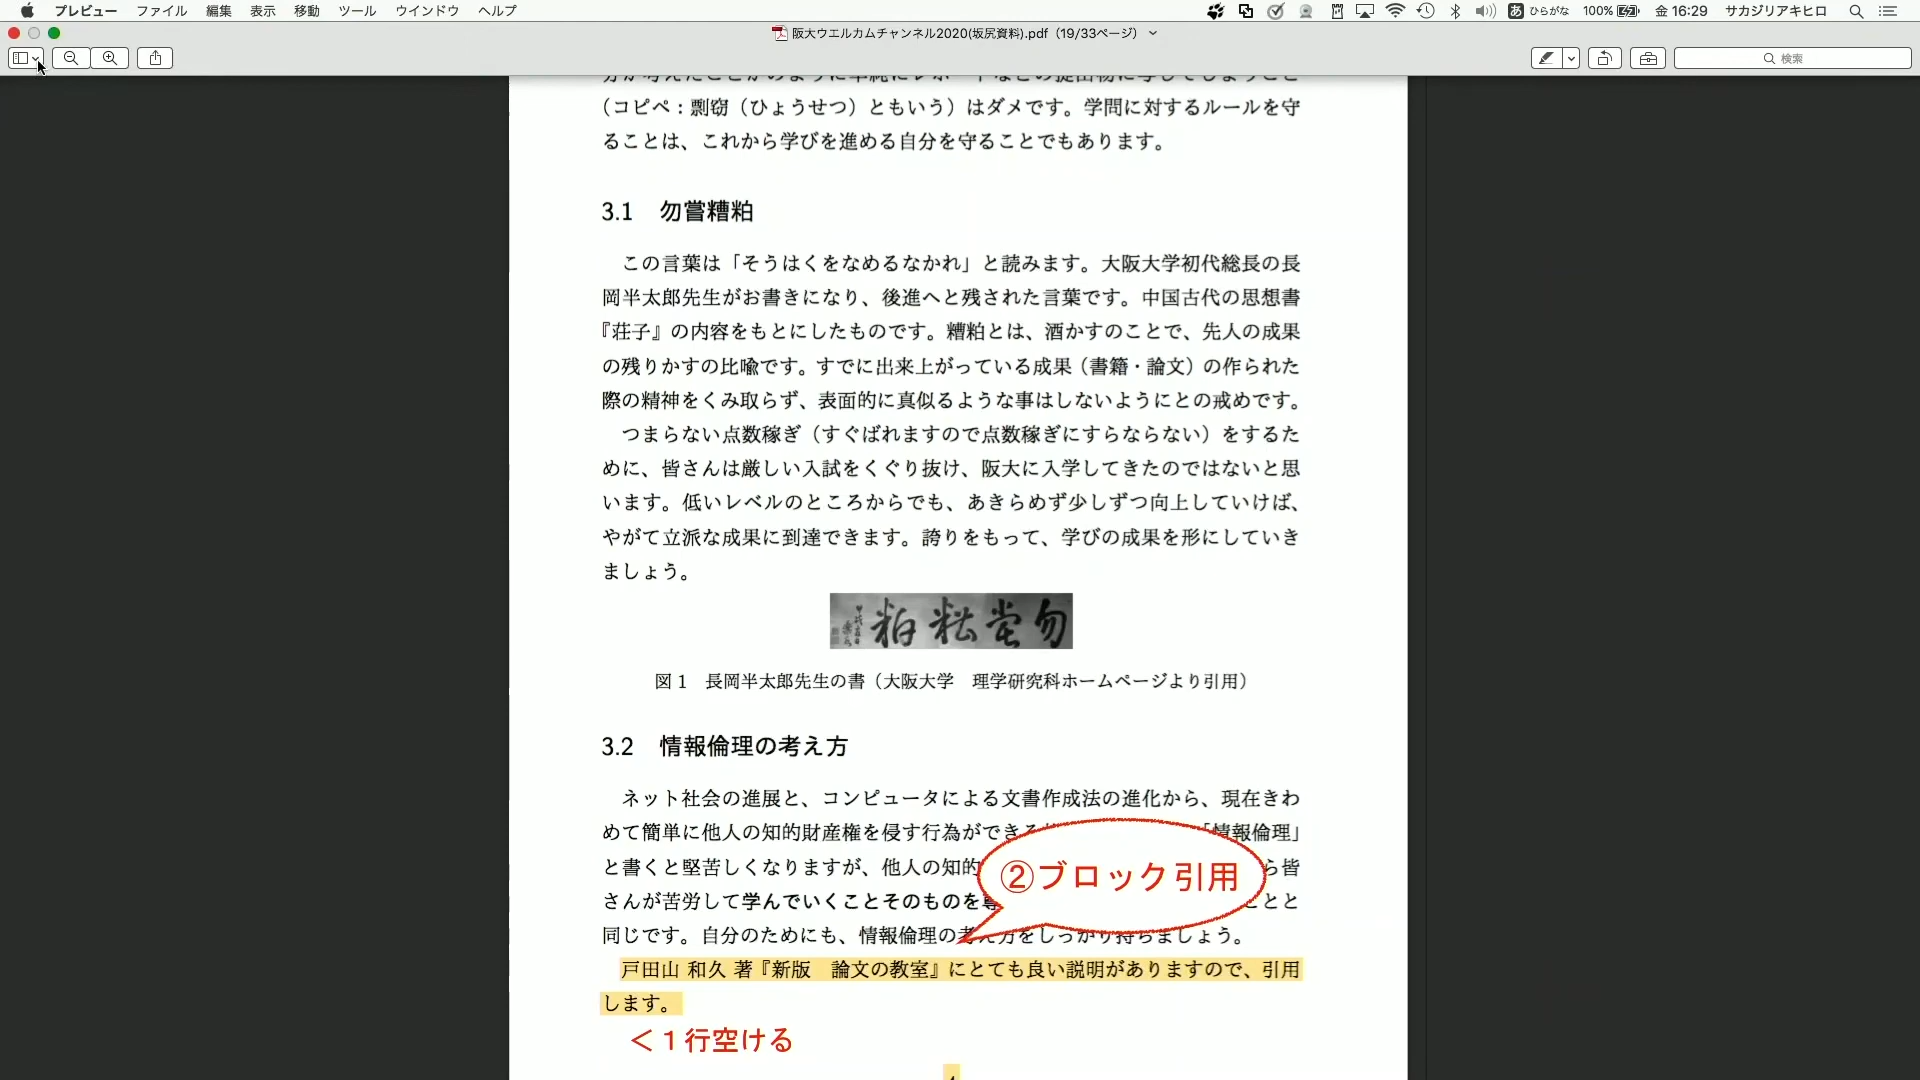 プレビュー ファイル 編集 表示 移動 ツール ウインドウ ヘルプ
あ ひらがな 100% 金 16:29 サカジリアキヒロ
阪大ウエルカムチャンネル2020(坂尻資料).pdf（19/33ページ）
検索
（コピペ：剽窃（ひょうせつ）ともいう）はダメです。学問に対するルールを守
ることは、これから学びを進める自分を守ることでもあります。
3.1 勿嘗糟粕
この言葉は「そうはくをなめるなかれ」と読みます。大阪大学初代総長の長
岡半太郎先生がお書きになり、後進へと残された言葉です。中国古代の思想書
『荘子』の内容をもとにしたものです。糟粕とは、酒かすのことで、先人の成果
の残りかすの比喩です。すでに出来上がっている成果（書籍・論文）の作られた
際の精神をくみ取らず、表面的に真似るような事はしないようにとの戒めです。
つまらない点数稼ぎ（すぐばれますので点数稼ぎにすらならない）をするた
めに、皆さんは厳しい入試をくぐり抜け、阪大に入学してきたのではないと思
います。低いレベルのところからでも、あきらめず少しずつ向上していけば、
やがて立派な成果に到達できます。誇りをもって、学びの成果を形にしていき
ましょう。
粕糟嘗勿
図 1 長岡半太郎先生の書（大阪大学 理学研究科ホームページより引用）
3.2 情報倫理の考え方
ネット社会の進展と、コンピュータによる文書作成法の進化から、現在きわ
めて簡単に他人の知的財産権を侵す行為ができる 「情報倫理」
と書くと堅苦しくなりますが、他人の知的 ら皆
②ブロック引用
さんが苦労して学んでいくことそのものを尊 ことと
同じです。自分のためにも、情報倫理の考え方をしっかり持ちましょう。
戸田山 和久 著『新版 論文の教室』にとても良い説明がありますので、引用
します。
＜１行空ける